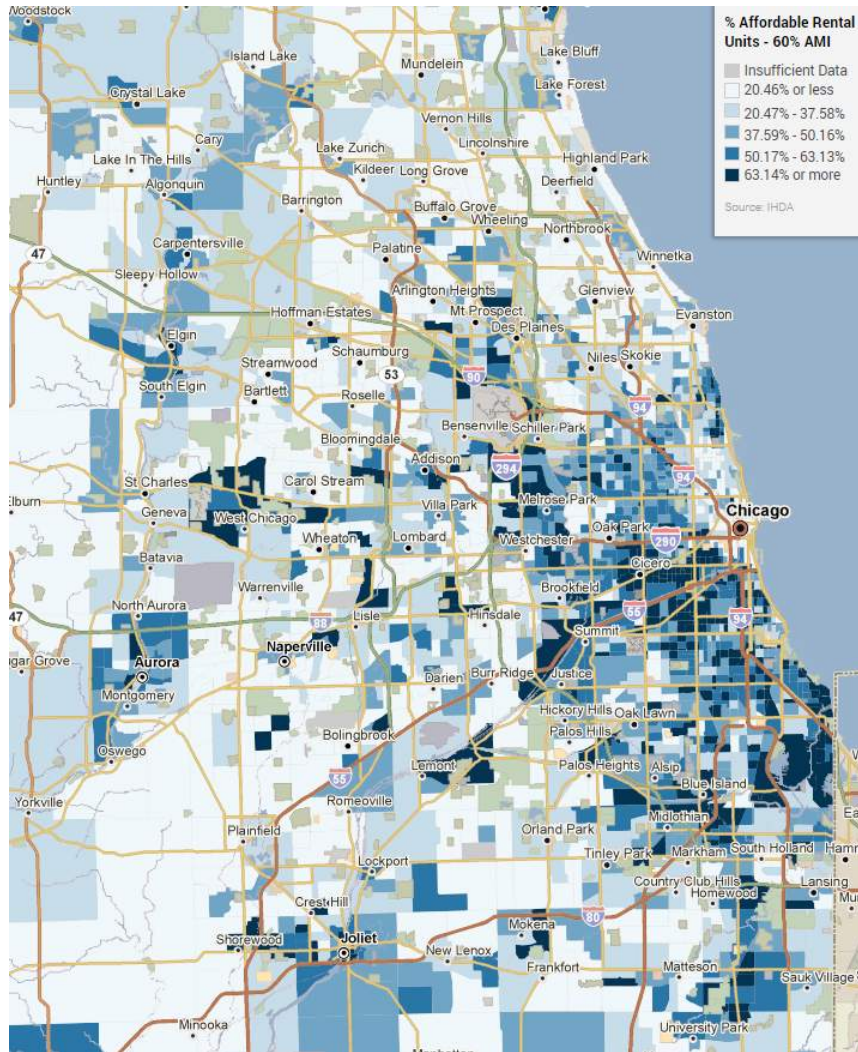 Woodstock
% Affordable Rental
Units - 60% AMI
Insufficient Data
20.46% or less
20.47% - 37.58%
37.59% - 50.16%
50.17% - 63.13%
63.14% or more
Source: IHDA
Lake Bluff
Island Lake
Mundelein
Crystal Lake
Lake Forest
Vernon Hills
Cary
Lake Zurich
Lincolnshire
Lake In The Hills
Kildeer
Long Grove
Highland Park
Huntley
Algonquin
Deerfield
Barrington
Buffalo Grove
Wheeling
Northbrook
47
Carpentersville
Palatine
Winnetka
Sleepy Hollow
Arlington Heights
Glenview
Hoffman Estates
Mt Prospect
Evanston
Des Plaines
Elgin
Schaumburg
Niles
Skokie
Streamwood
53
90
South Elgin
Bartlett
Roselle
94
Bensenville
Schiller Park
Bloomingdale
Addison
294
94
St Charles
Carol Stream
Elburn
Villa Park
Melrose Park
Geneva
West Chicago
Chicago
Wheaton
Lombard
Westchester
Oak Park
290
Batavia
Cicero
Warrenville
Brookfield
North Aurora
47
88
Lisle
Hinsdale
55
94
Summit
ugar Grove
Aurora
Naperville
Darien
Burr Ridge
Justice
Montgomery
Hickory Hills
Oak Lawn
Bolingbrook
Palos Hills
Oswego
Lemont
Palos Heights
Alsip
55
Blue Island
Yorkville
Romeoville
Midlothian
Plainfield
Orland Park
Lockport
Tinley Park
Markham
South Holland
Hamm
Country Club Hills
Lansing
Crest Hill
Homewood
Mu
Shorewood
Joliet
Mokena
80
New Lenox
Frankfort
Matteson
Sauk Village
Minooka
University Park
Manhattan